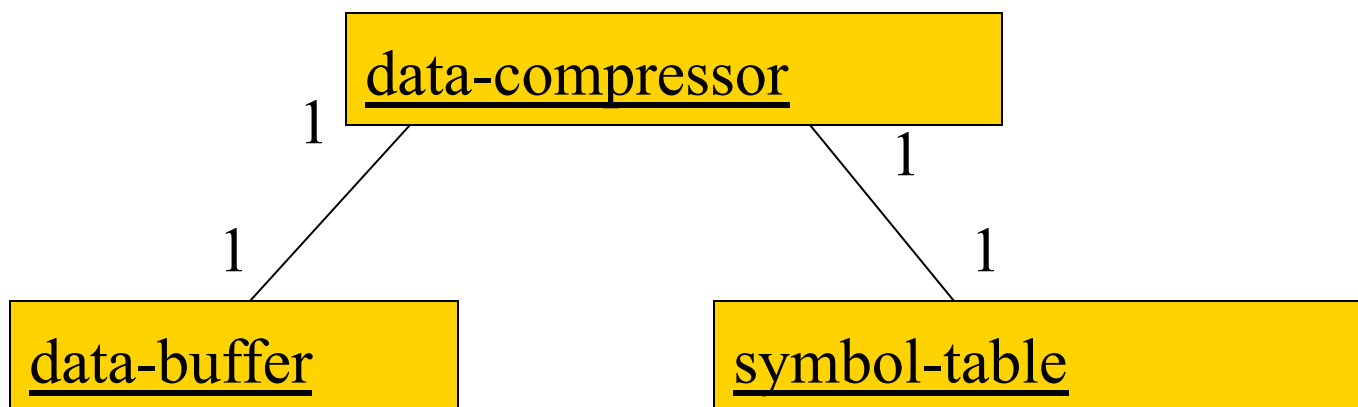 data-compressor
1
1
1
1
data-buffer
symbol-table